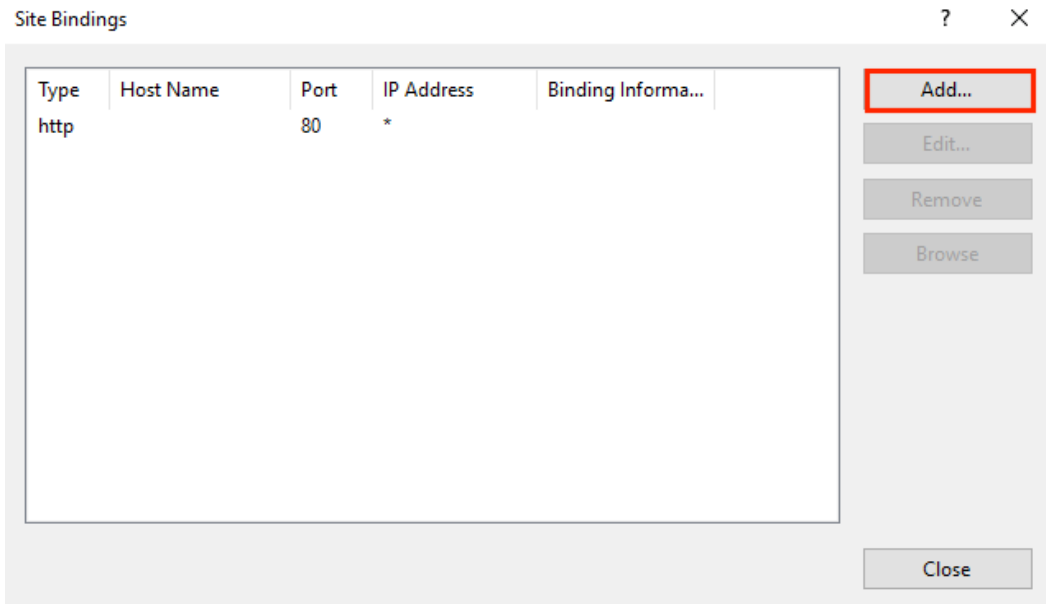 Site Bindings ? ×
Type Host Name Port IP Address Binding Informa... Add...
http 80 *
Edit...
Remove
Browse
Close